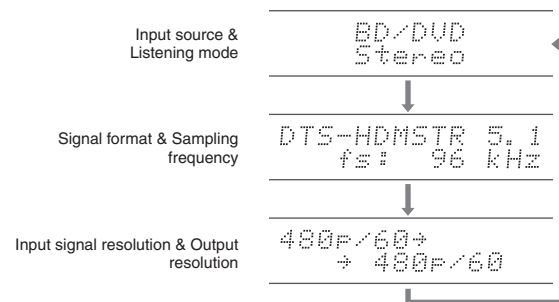 Input source &
Listening mode
BD/DVD
Stereo
Signal format & Sampling
frequency
DTS-HDMSTR 5.1
fs: 96 kHz
Input signal resolution & Output
resolution
480p/60→
→ 480p/60